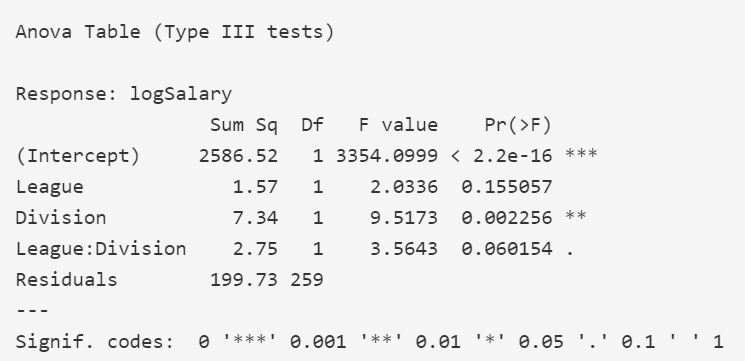 Anova Table (Type III tests)

Response: logSalary
                Sum Sq  Df   F value    Pr(>F)
(Intercept)    2586.52   1 3354.0999 < 2.2e-16 ***
League            1.57   1    2.0336  0.155057
Division          7.34   1    9.5173  0.002256 **
League:Division   2.75   1    3.5643  0.060154 .
Residuals       199.73 259
---
Signif. codes:  0 '***' 0.001 '**' 0.01 '*' 0.05 '.' 0.1 ' ' 1